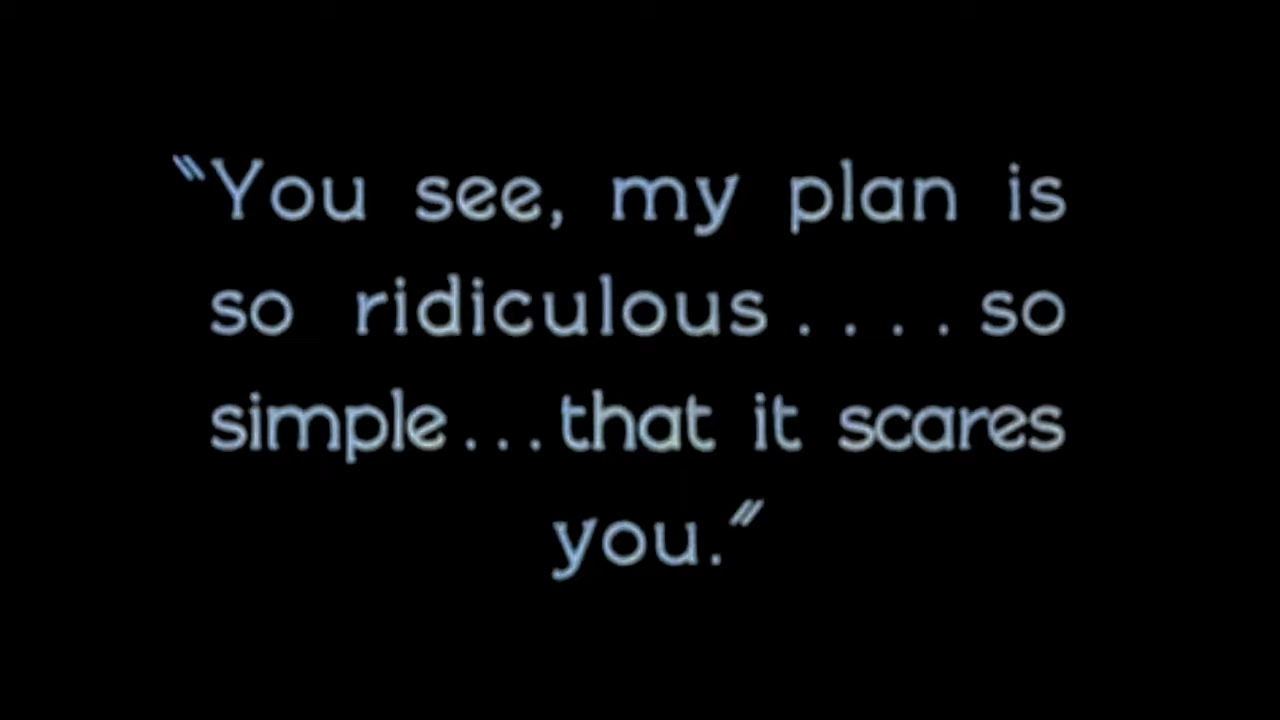 “You see, my plan is
so ridiculous . . . . so
simple . . . that it scares
you.”